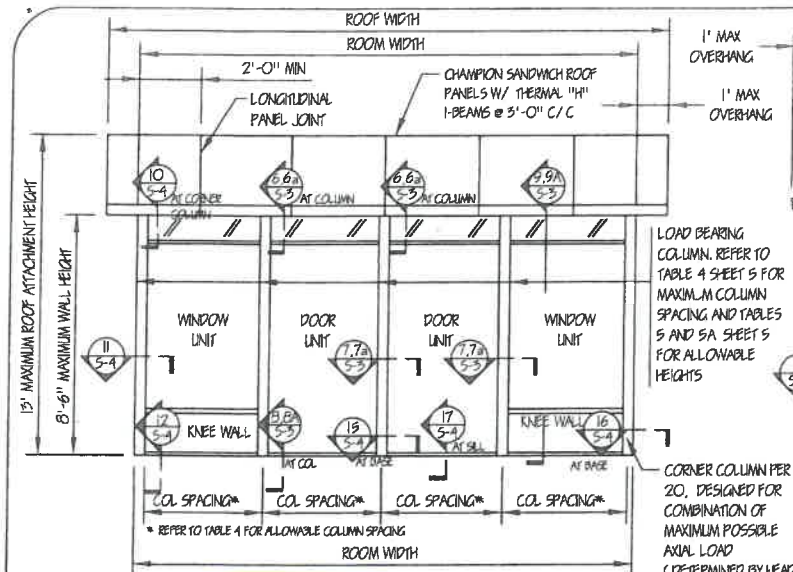 *
ROOF WIDTH
ROOM WIDTH
1' MAX
OVERHANG
2'-0" MIN
LONGITUDINAL
PANEL JOINT
CHAMPION SANDWICH ROOF
PANELS W/ THERMAL "H"
I-BEAMS @ 3'-0" C/C
1' MAX
OVERHANG
13' MAXIMUM ROOF ATTACHMENT HEIGHT
8'-6" MAXIMUM WALL HEIGHT
10
S-4
AT CORNER
COLUMN
6.6a
S-3
AT COLUMN
6.6a
S-3
AT COLUMN
9.9A
S-3
LOAD BEARING
COLUMN. REFER TO
TABLE 4 SHEET 5 FOR
MAXIMUM COLUMN
SPACING AND TABLES
5 AND 5A SHEET 5
FOR ALLOWABLE
HEIGHTS
WINDOW
UNIT
DOOR
UNIT
DOOR
UNIT
WINDOW
UNIT
11
S-4
7.7a
S-3
7.7a
S-3
12
S-4
KNEE WALL
8.8A
S-3
AT COL
15
S-4
AT BASE
17
S-4
AT SILL
KNEE WALL
16
S-4
AT BASE
COL SPACING* COL SPACING* COL SPACING* COL SPACING*
* REFER TO TABLE 4 FOR ALLOWABLE COLUMN SPACING
ROOM WIDTH
CORNER COLUMN PER
20, DESIGNED FOR
COMBINATION OF
MAXIMUM POSSIBLE
AXIAL LOAD